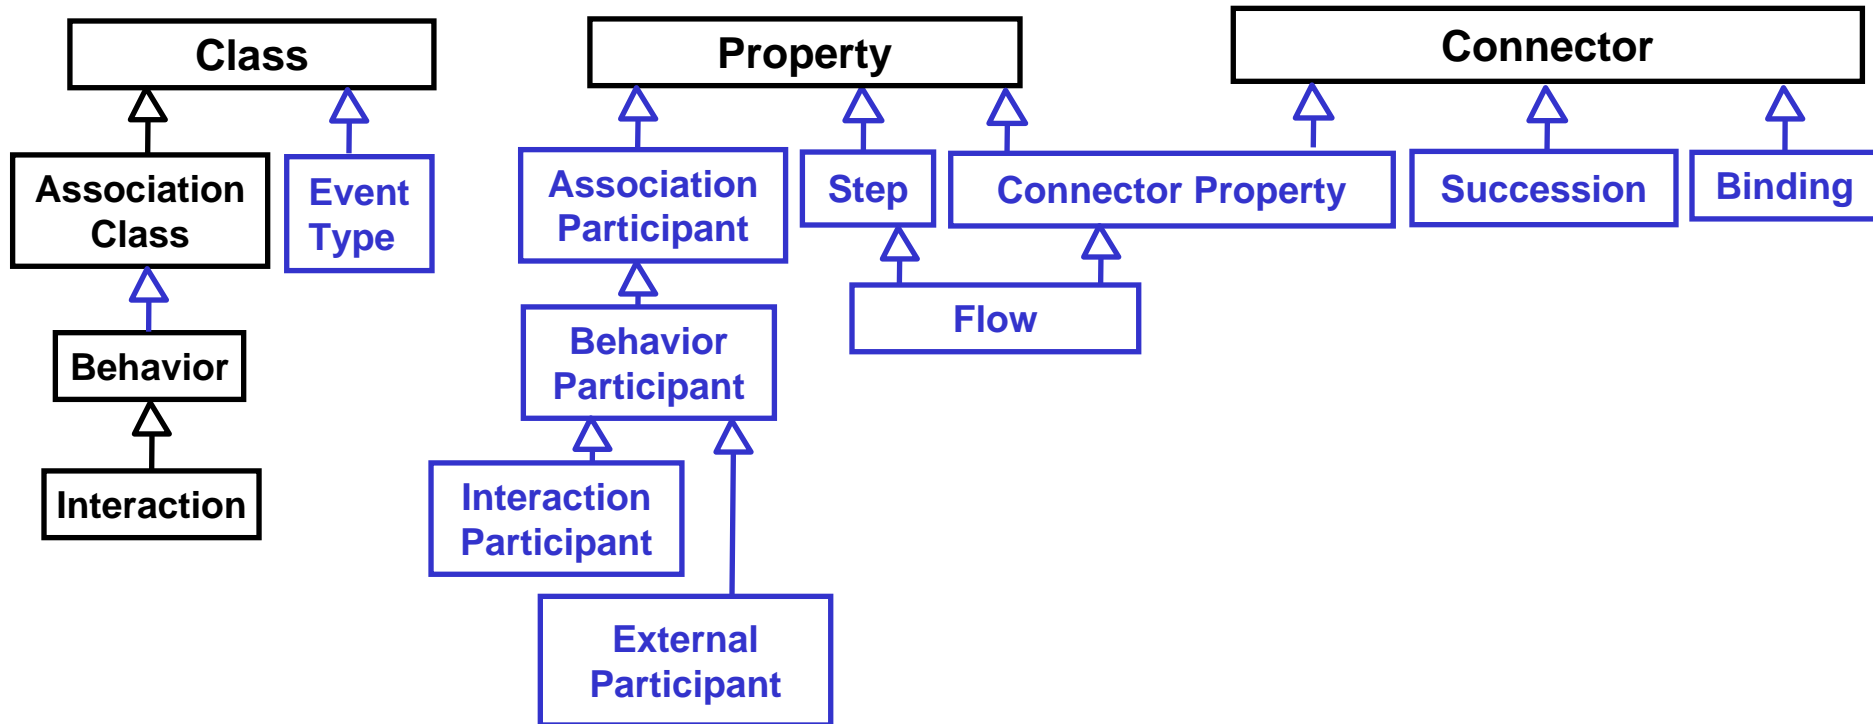 Class
Property
Connector
Association
Class
Event
Type
Association
Participant
Step
Connector Property
Succession
Binding
Behavior
Behavior
Participant
Flow
Interaction
Interaction
Participant
External
Participant